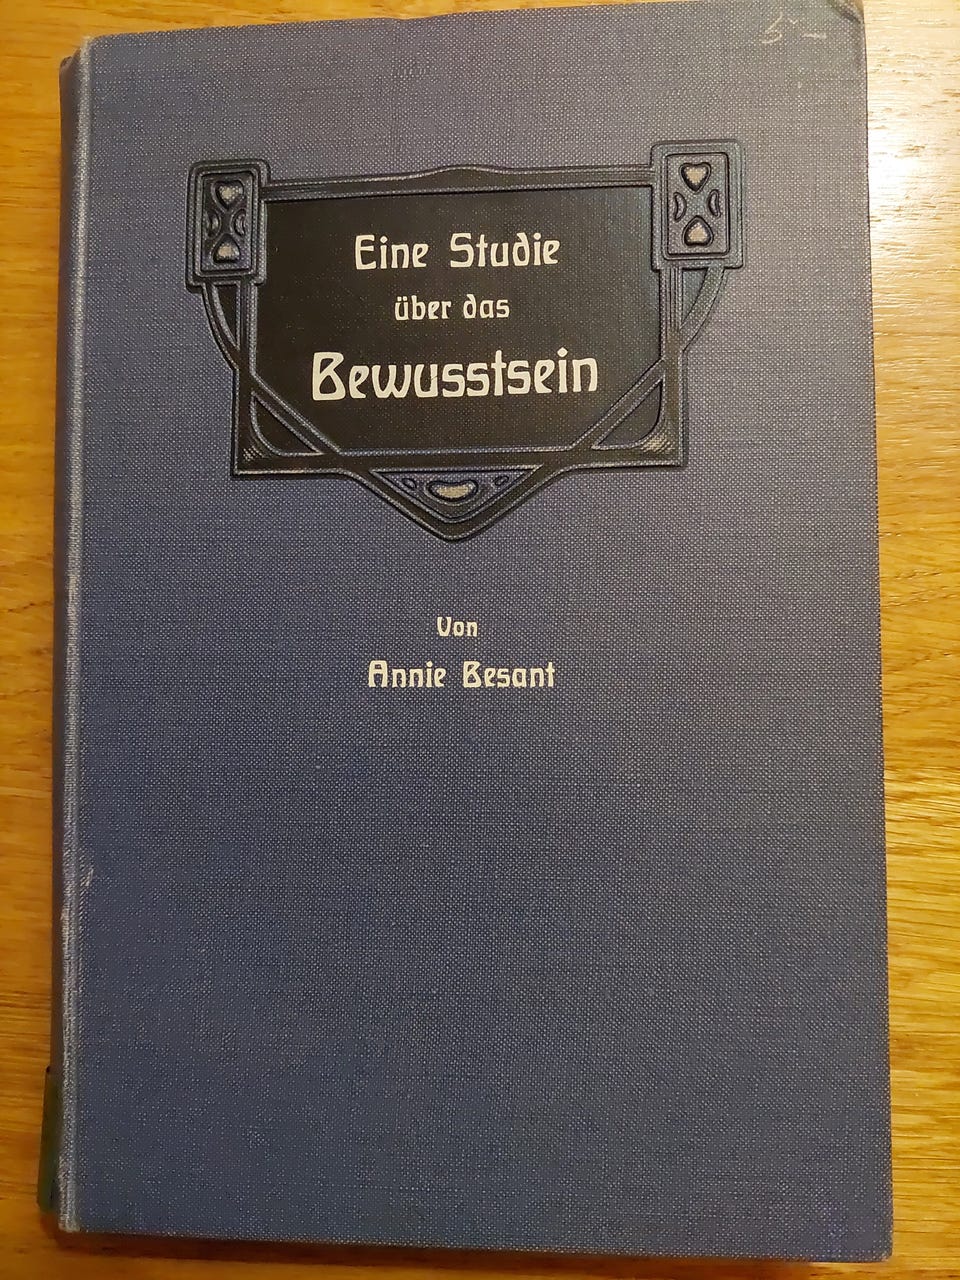 Eine Studie
über das
Bewusstsein
Von
Annie Besant